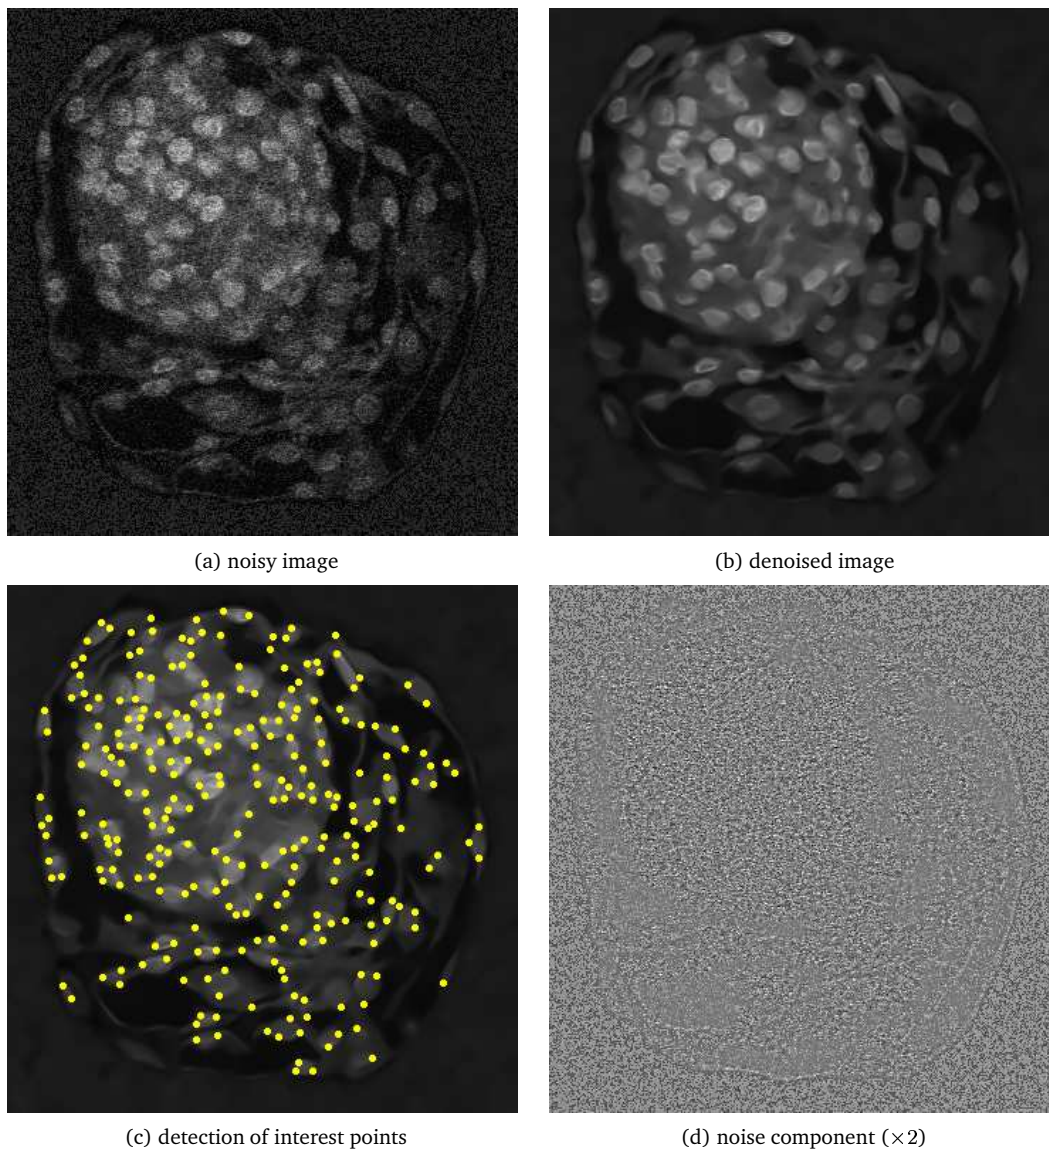 (a) noisy image
(b) denoised image
(c) detection of interest points
(d) noise component (×2)